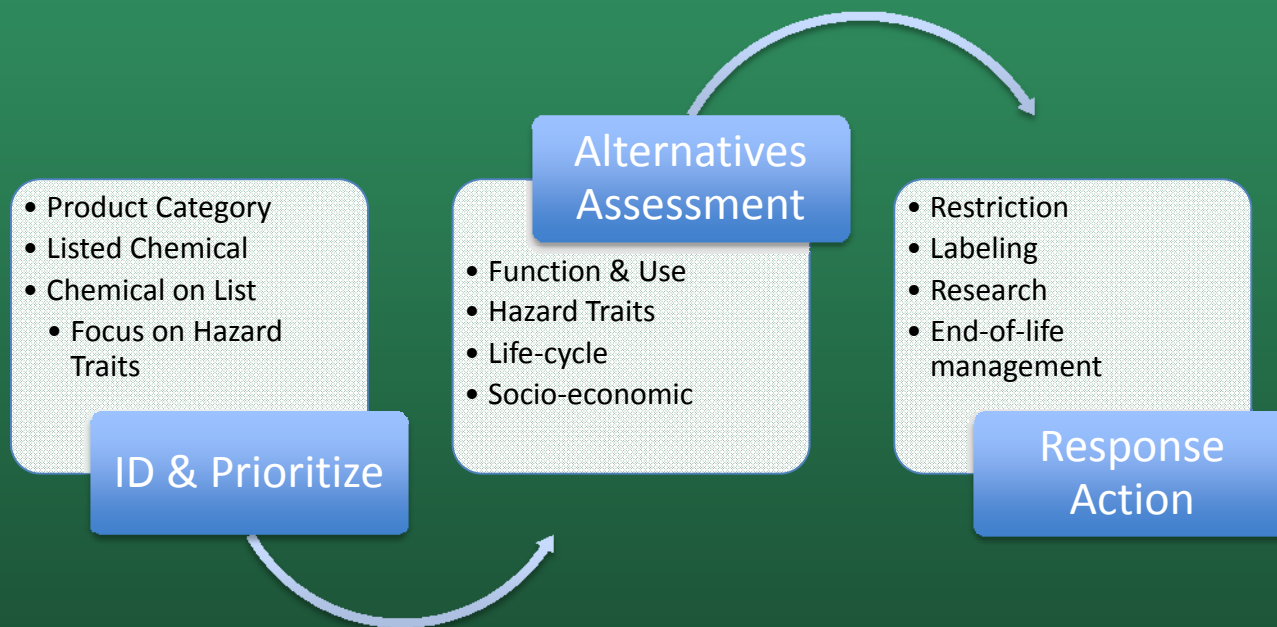 • Product Category
• Listed Chemical
• Chemical on List
• Focus on Hazard
Traits
ID & Prioritize
Alternatives
Assessment
• Function & Use
• Hazard Traits
• Life-cycle
• Socio-economic
• Restriction
• Labeling
• Research
• End-of-life
management
Response
Action